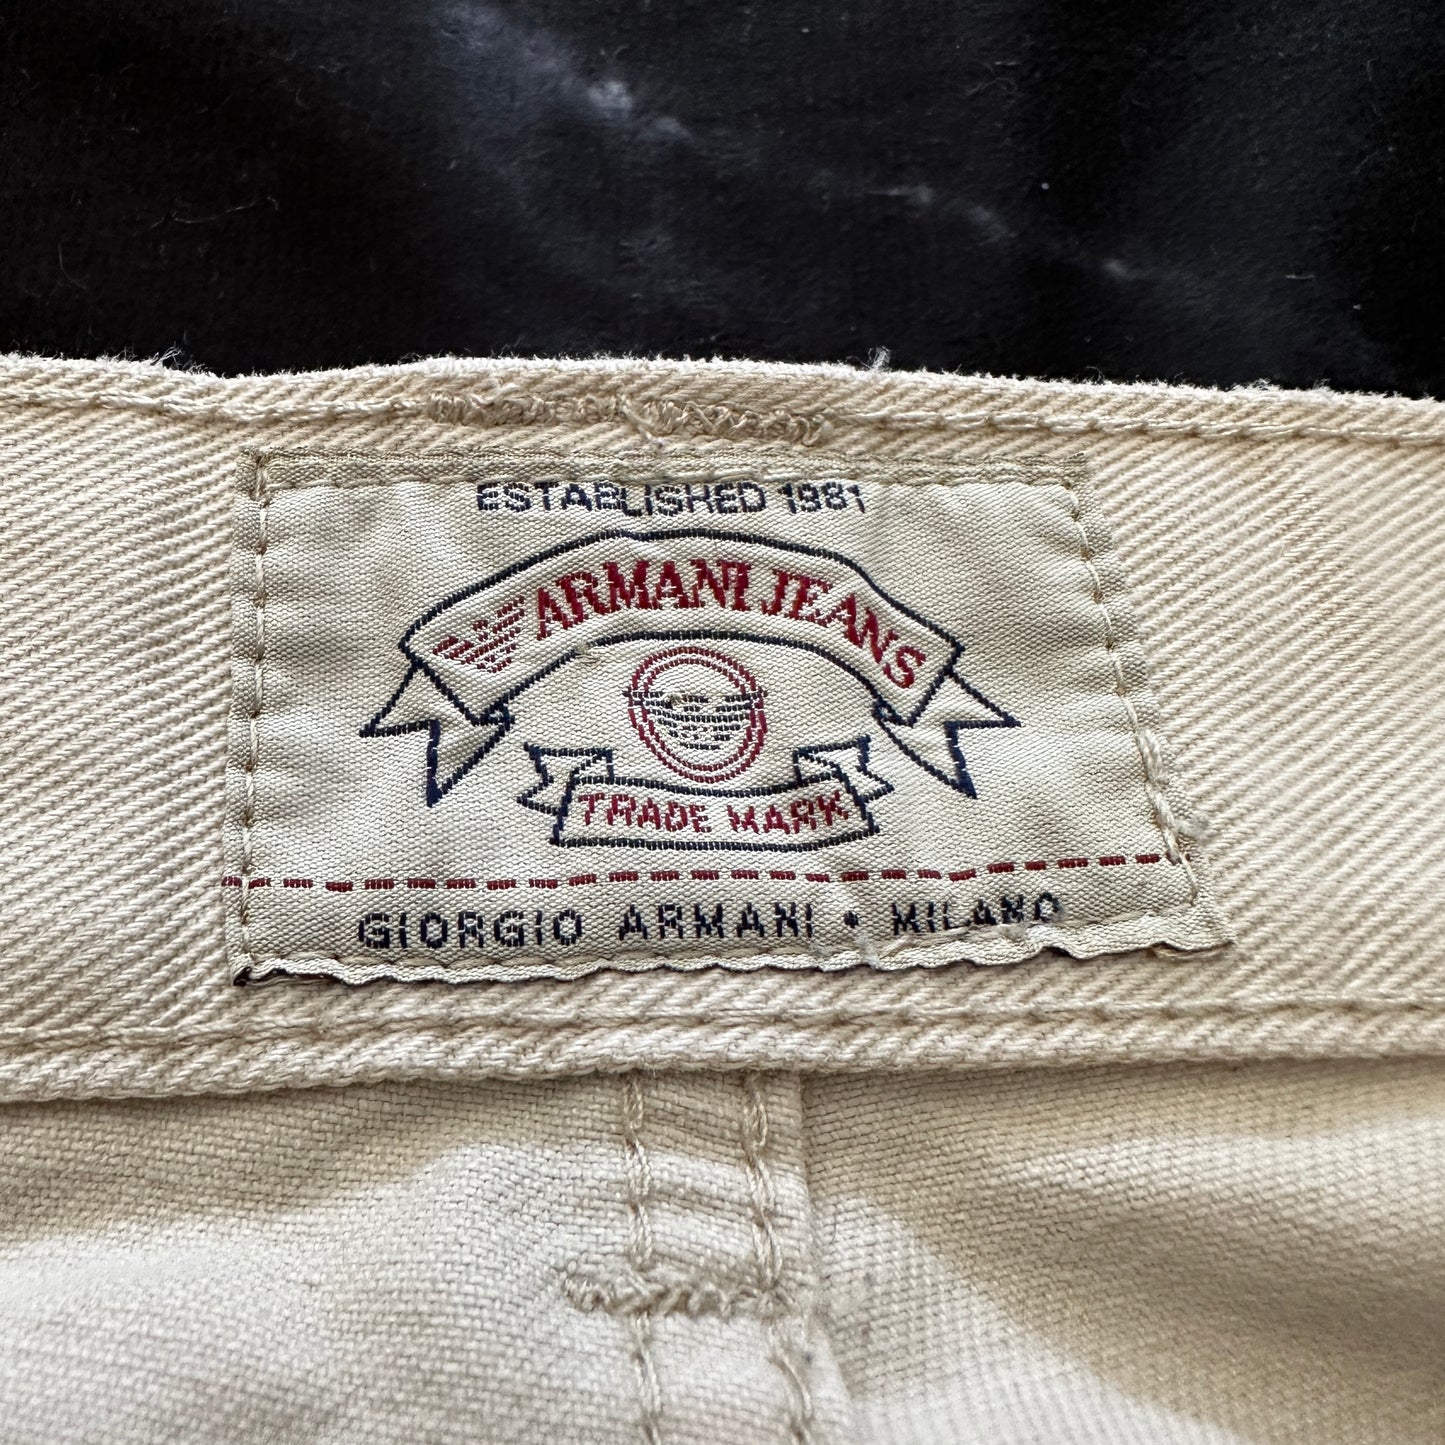 ESTABLISHED 1981
ARMANI JEANS
TRADE MARK
GIORGIO ARMANI • MILANO